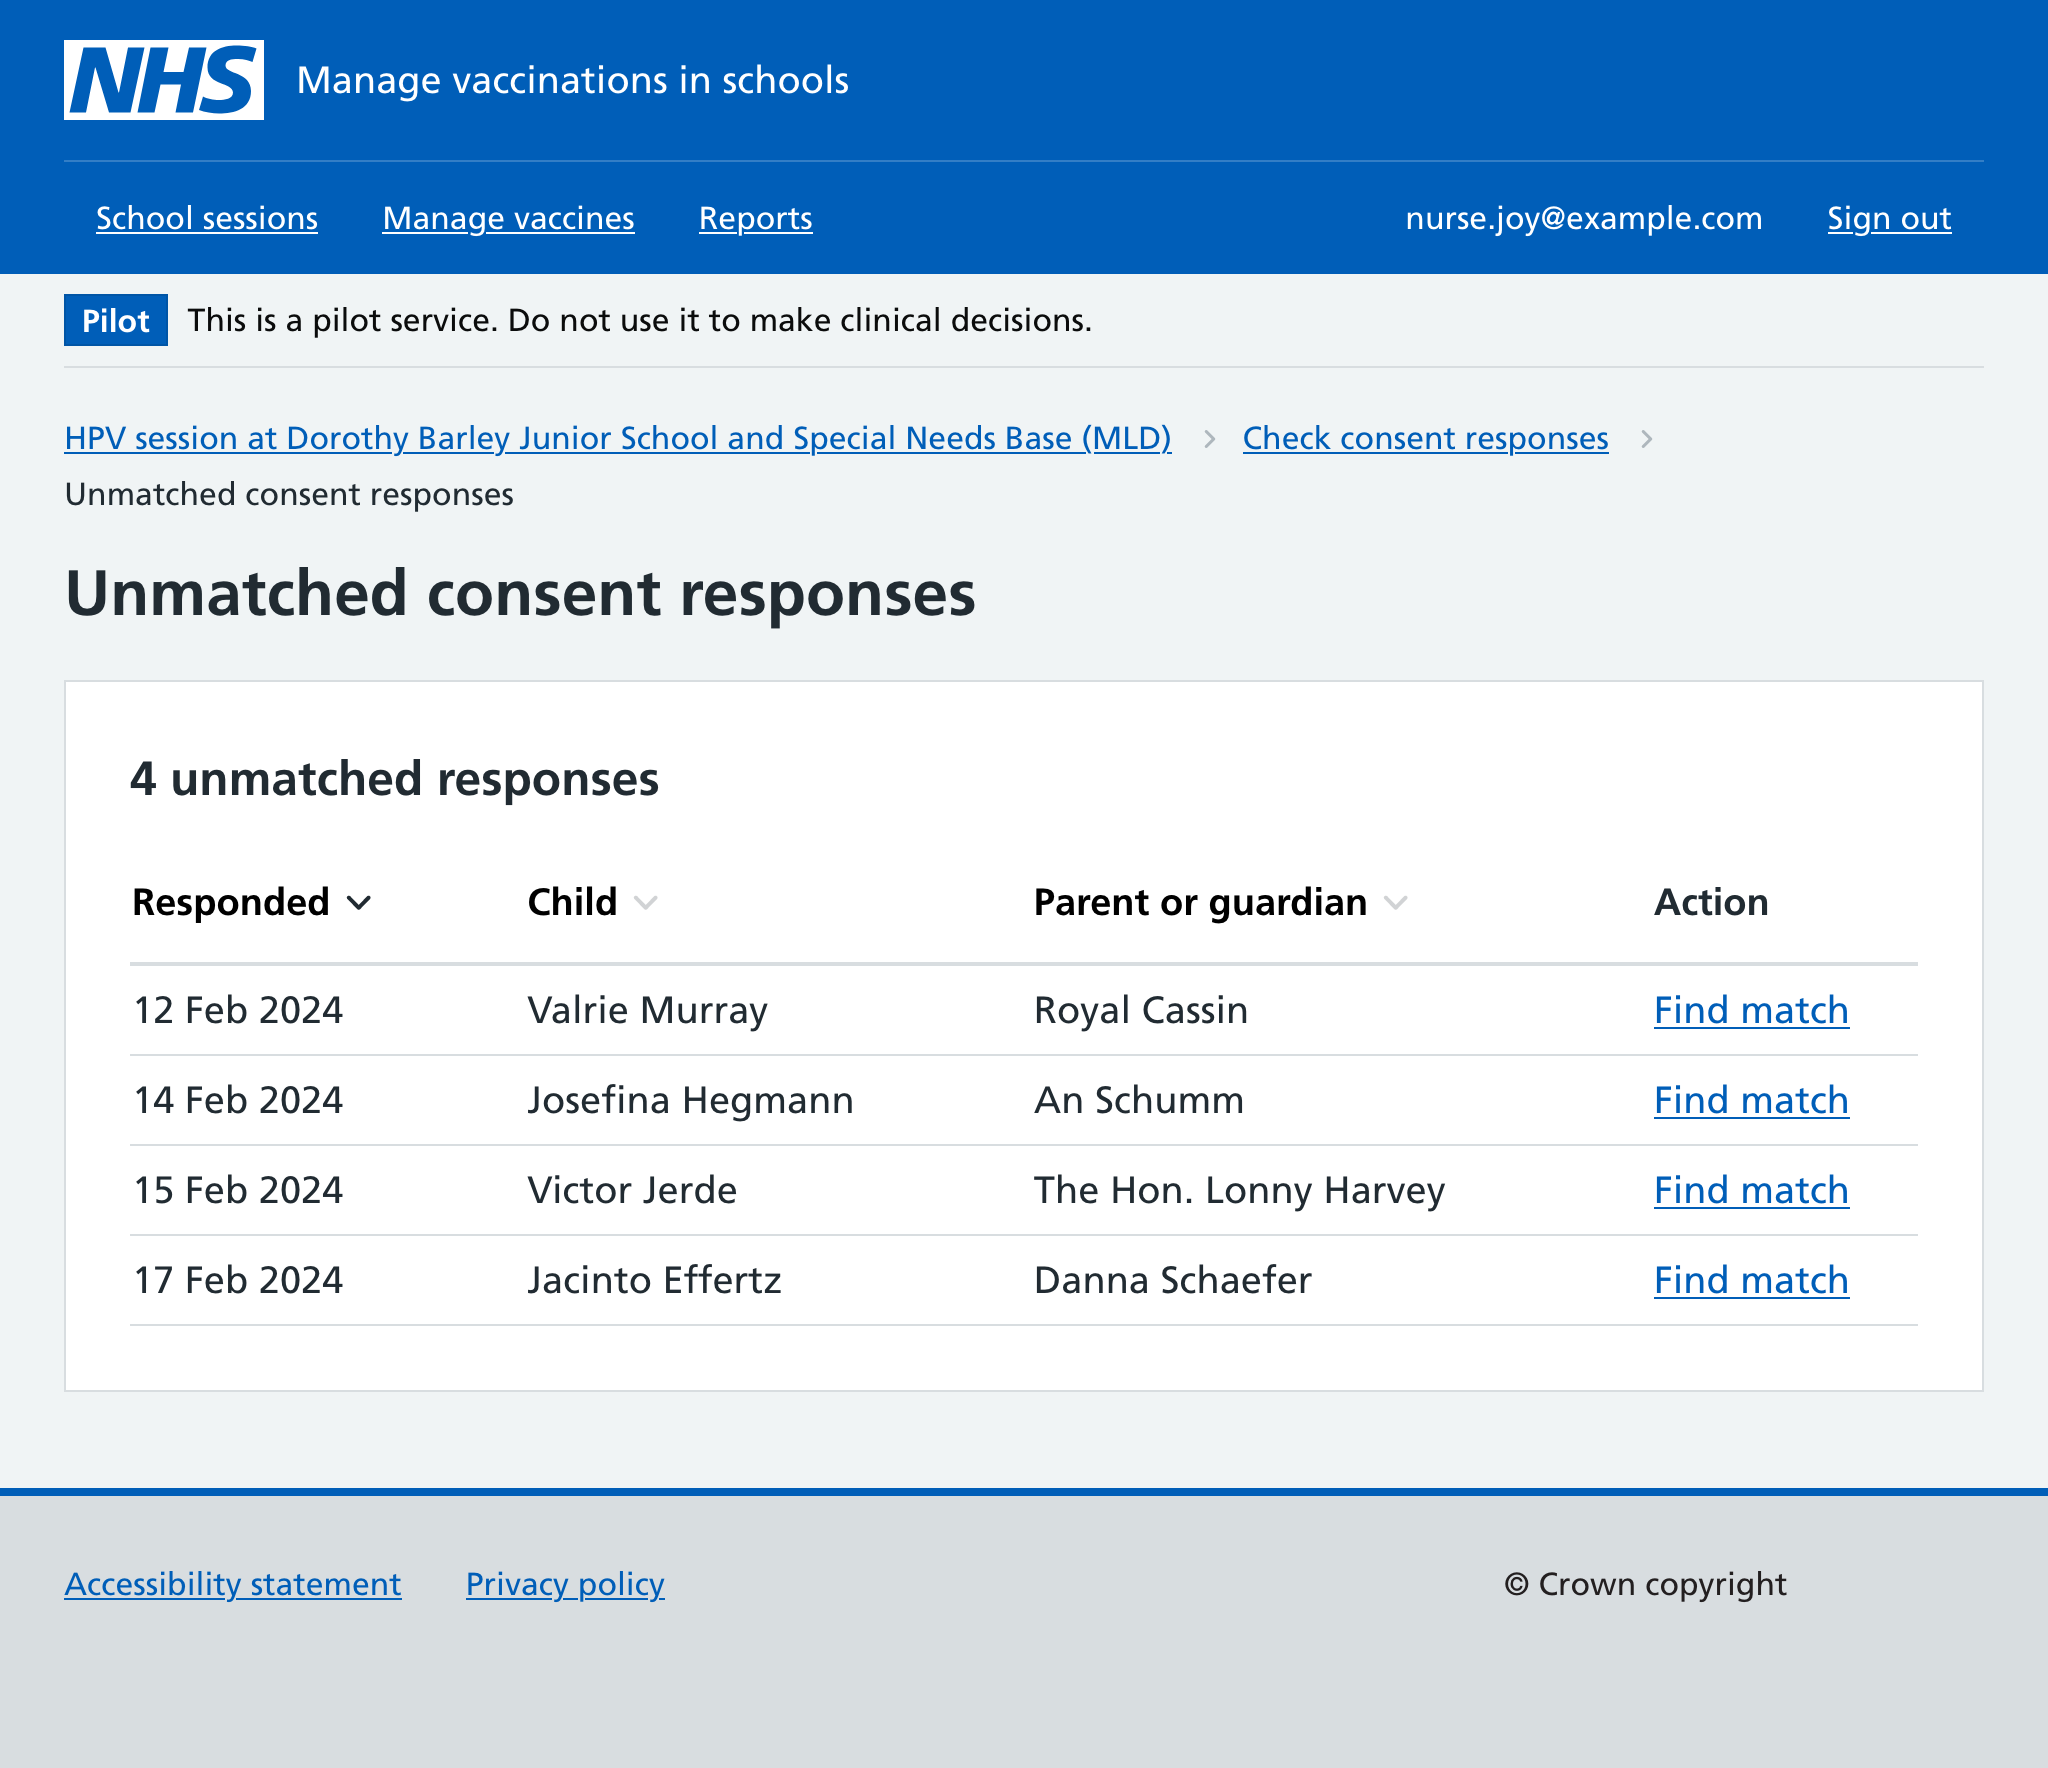 NHS Manage vaccinations in schools
School sessions Manage vaccines Reports nurse.joy@example.com Sign out
Pilot This is a pilot service. Do not use it to make clinical decisions.
HPV session at Dorothy Barley Junior School and Special Needs Base (MLD) Check consent responses
Unmatched consent responses
Unmatched consent responses
4 unmatched responses
Responded Child Parent or guardian Action
12 Feb 2024 Valrie Murray Royal Cassin Find match
14 Feb 2024 Josefina Hegmann An Schumm Find match
15 Feb 2024 Victor Jerde The Hon. Lonny Harvey Find match
17 Feb 2024 Jacinto Effertz Danna Schaefer Find match
Accessibility statement Privacy policy © Crown copyright